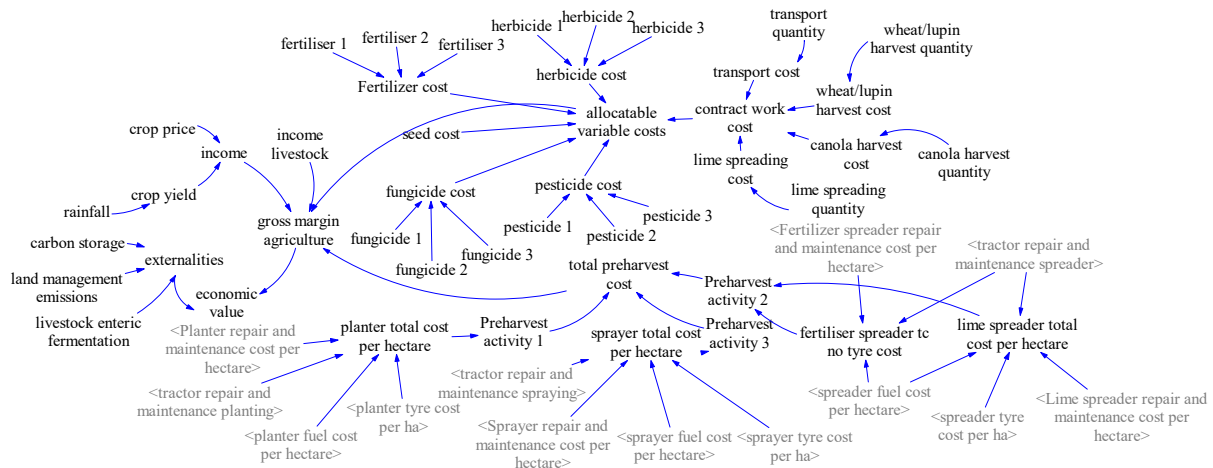 herbicide 2
transport
quantity
herbicide 1
herbicide 3
wheat/lupin
harvest quantity
fertiliser 1
fertiliser 2
fertiliser 3
herbicide cost
transport cost
Fertilizer cost
wheat/lupin
harvest cost
allocatable
variable costs
contract work
cost
crop price
income
livestock
seed cost
income
canola harvest
cost
canola harvest
quantity
lime spreading
cost
crop yield
fungicide cost
pesticide cost
lime spreading
quantity
rainfall
gross margin
agriculture
pesticide 1
pesticide 3
pesticide 2
fungicide 1
fungicide 3
fungicide 2
<Fertilizer spreader repair
and maintenance cost per
hectare>
<tractor repair and
maintenance spreader>
carbon storage
externalities
land management
emissions
total preharvest
cost
economic
value
Preharvest
activity 2
livestock enteric
fermentation
<Planter repair and
maintenance cost per
hectare>
planter total cost
per hectare
Preharvest
activity 1
sprayer total cost
per hectare
Preharvest
activity 3
fertiliser spreader tc
no tyre cost
lime spreader total
cost per hectare
<tractor repair and
maintenance planting>
<tractor repair and
maintenance spraying>
<spreader fuel cost
per hectare>
<planter tyre cost
per ha>
<planter fuel cost
per hectare>
<Sprayer repair and
maintenance cost per
hectare>
<sprayer fuel cost
per hectare>
<sprayer tyre cost
per ha>
<spreader tyre
cost per ha>
<Lime spreader repair and
maintenance cost per
hectare>